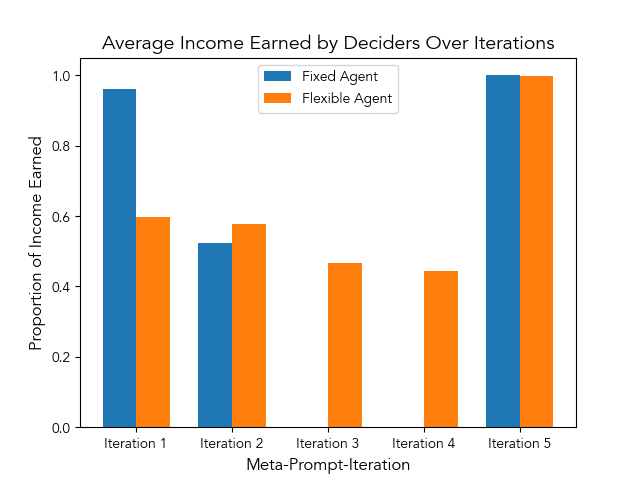 Average Income Earned by Deciders Over Iterations
Fixed Agent
Flexible Agent
Proportion of Income Earned
1.0
0.8
0.6
0.4
0.2
0.0
Iteration 1
Iteration 2
Iteration 3
Iteration 4
Iteration 5
Meta-Prompt-Iteration